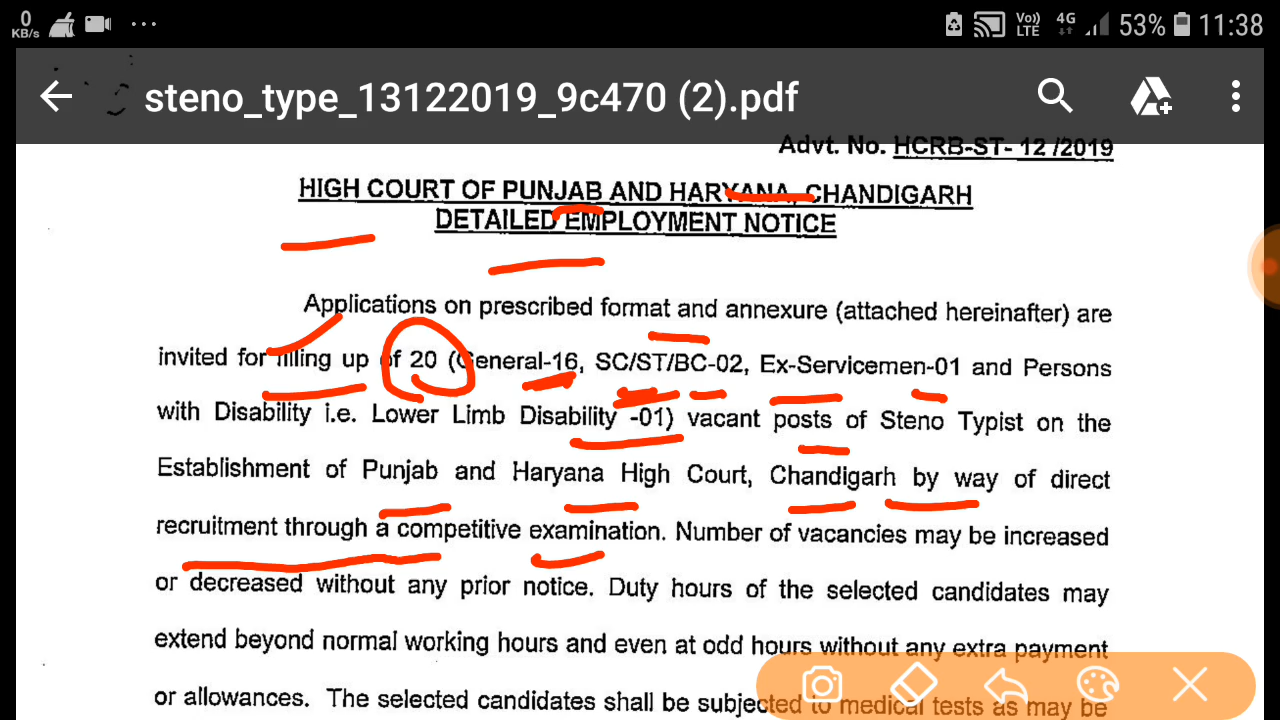 0
KB/s
Vo))
LTE
4G
53%
11:38
steno_type_13122019_9c470 (2).pdf
Advt. No. HCRB-ST- 12 /2019
HIGH COURT OF PUNJAB AND HARYANA, CHANDIGARH
DETAILED EMPLOYMENT NOTICE
Applications on prescribed format and annexure (attached hereinafter) are
invited for filling up of 20 (General-16, SC/ST/BC-02, Ex-Servicemen-01 and Persons
with Disability i.e. Lower Limb Disability -01) vacant posts of Steno Typist on the
Establishment of Punjab and Haryana High Court, Chandigarh by way of direct
recruitment through a competitive examination. Number of vacancies may be increased
or decreased without any prior notice. Duty hours of the selected candidates may
extend beyond normal working hours and even at odd hours without any extra payment
or allowances. The selected candidates shall be subjected to medical tests as may be